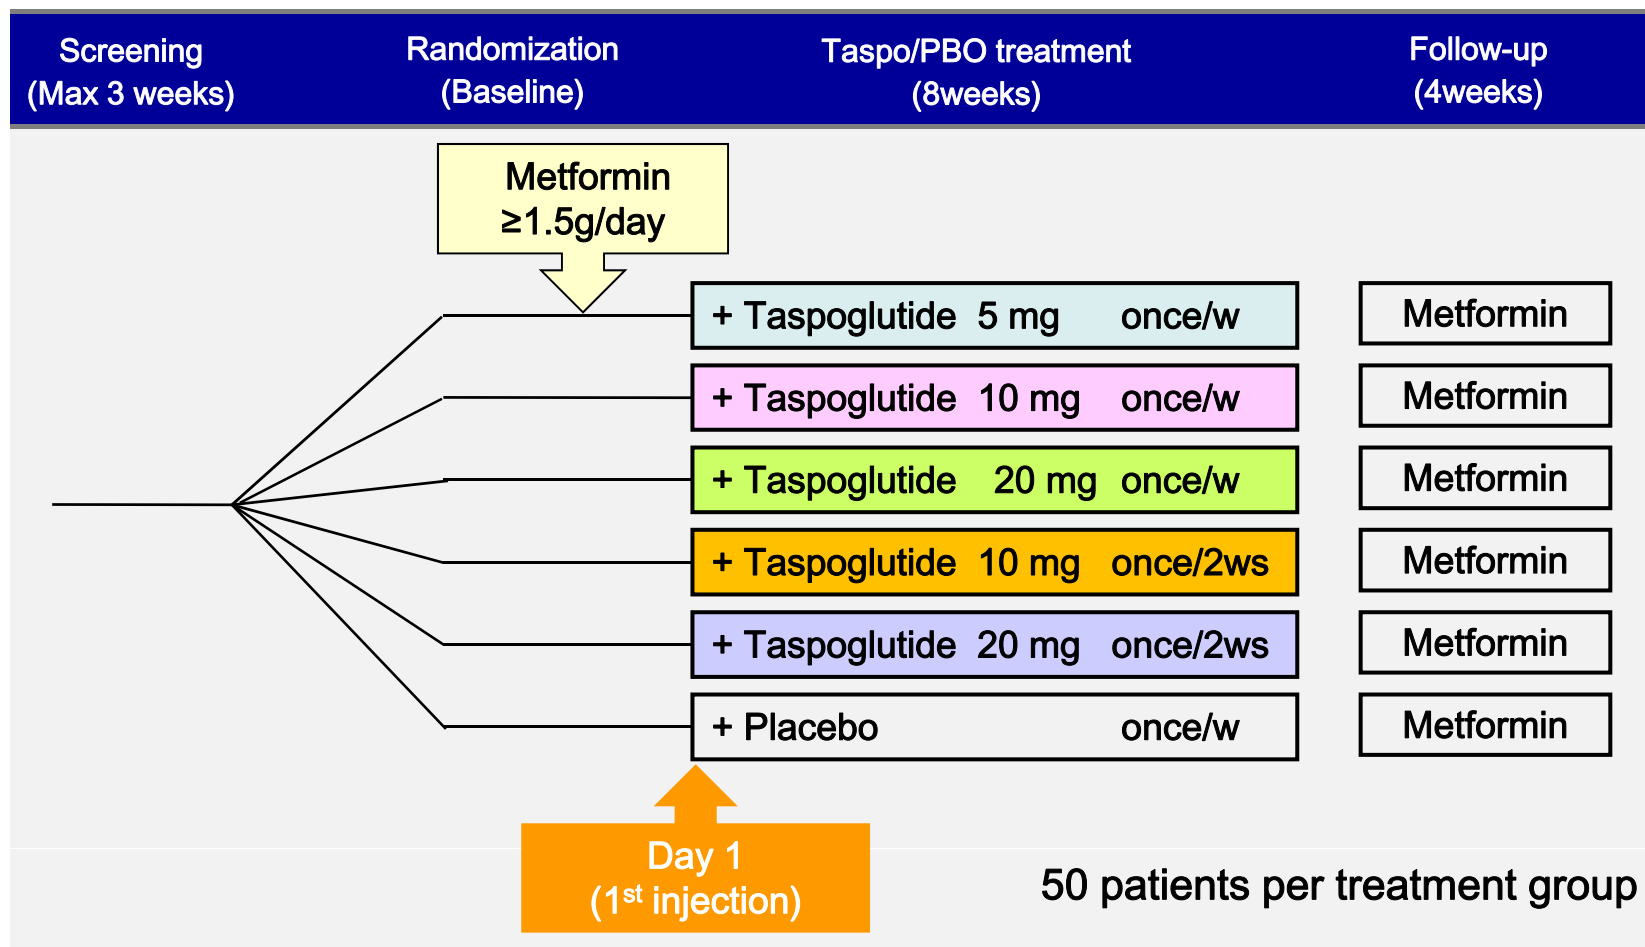 Screening
(Max 3 weeks)
Randomization
(Baseline)
Taspo/PBO treatment
(8weeks)
Follow-up
(4weeks)
Metformin
≥1.5g/day
+ Taspoglutide 5 mg once/w
Metformin
+ Taspoglutide 10 mg once/w
Metformin
+ Taspoglutide 20 mg once/w
Metformin
+ Taspoglutide 10 mg once/2ws
Metformin
+ Taspoglutide 20 mg once/2ws
Metformin
+ Placebo once/w
Metformin
Day 1
(1st injection)
50 patients per treatment group